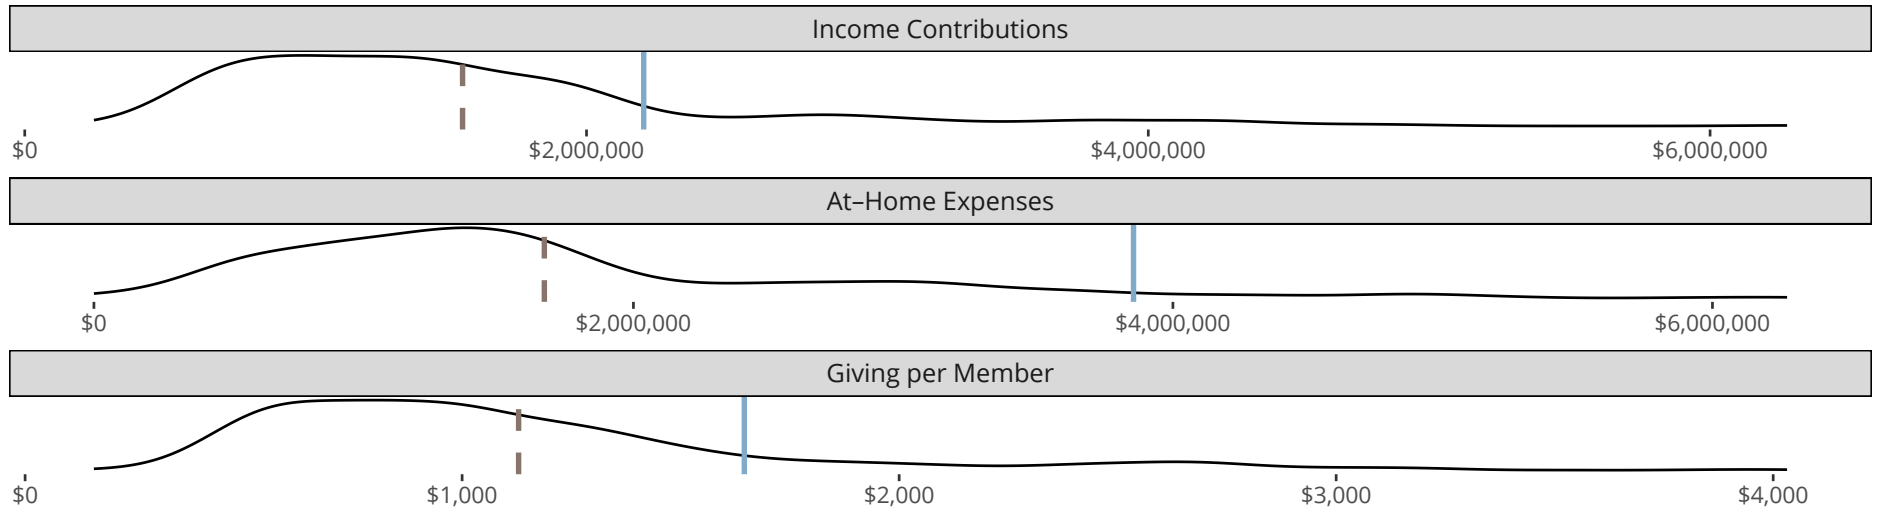 Income Contributions
$0 $2,000,000 $4,000,000 $6,000,000
At–Home Expenses
$0 $2,000,000 $4,000,000 $6,000,000
Giving per Member
$0 $1,000 $2,000 $3,000 $4,000